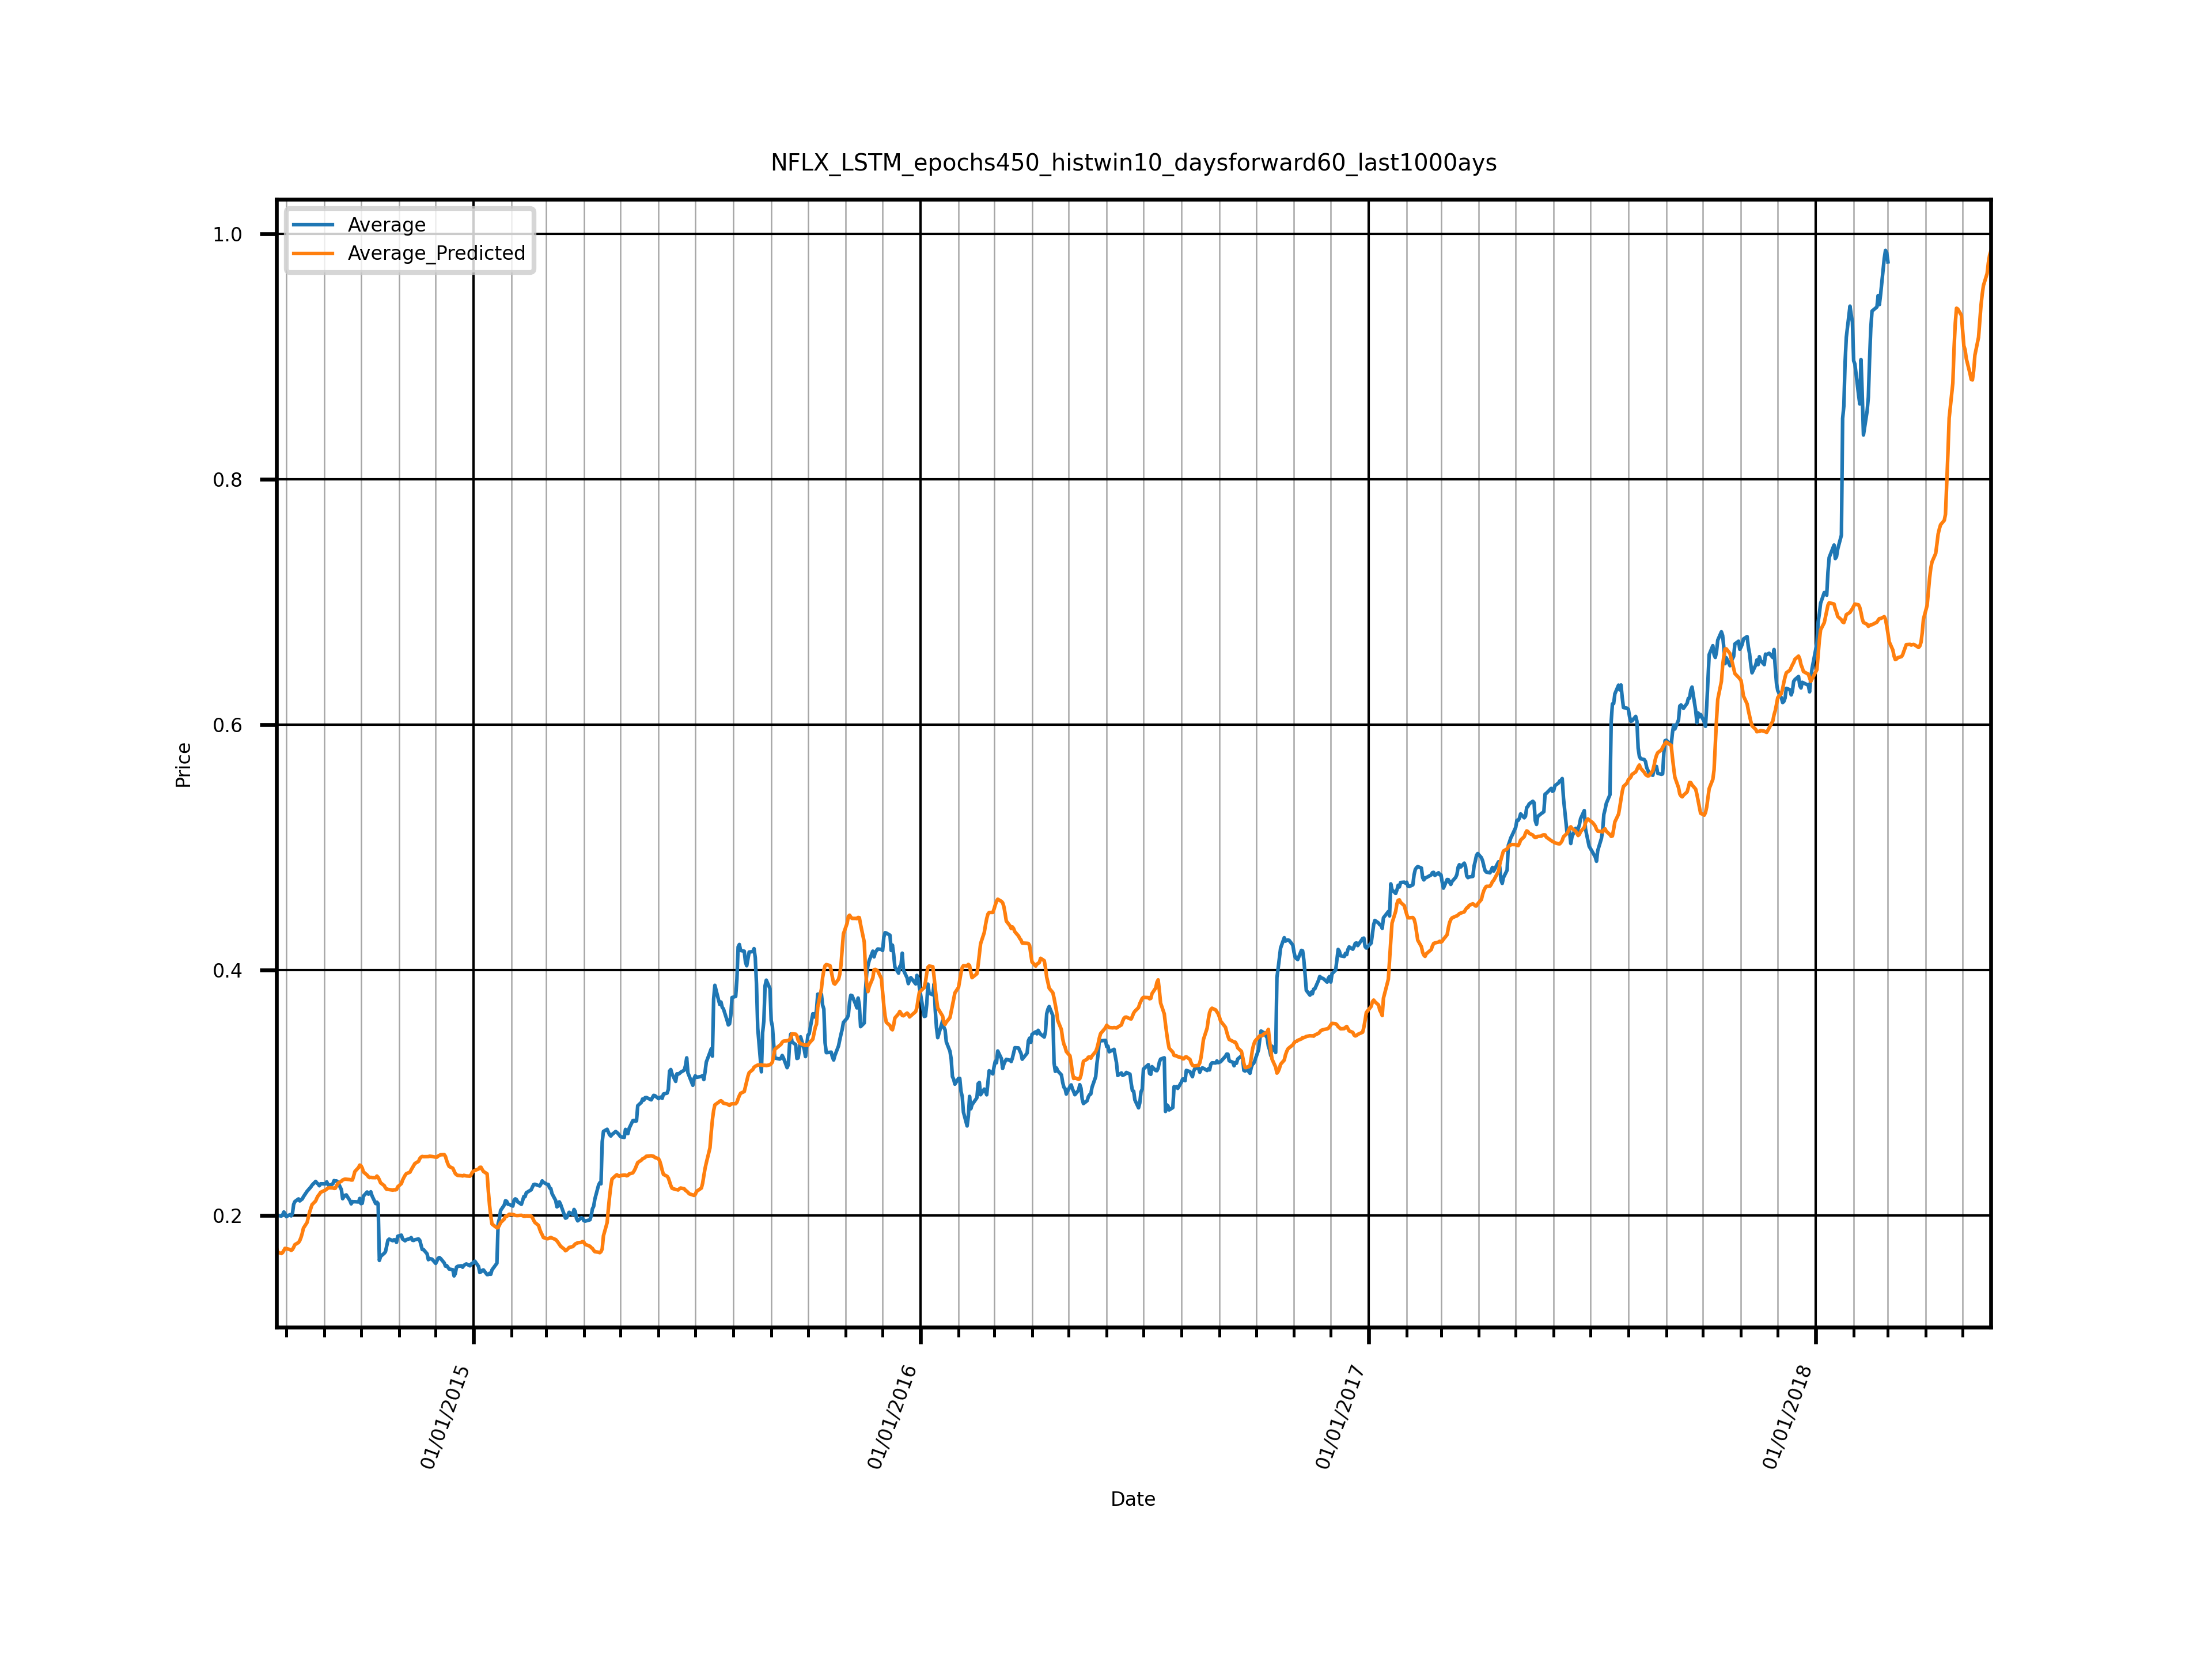 NFLX_LSTM_epochs450_histwin10_daysforward60_last1000ays
Average
Average_Predicted
1.0
0.8
0.6
0.4
0.2
Price
01/01/2015
01/01/2016
01/01/2017
01/01/2018
Date